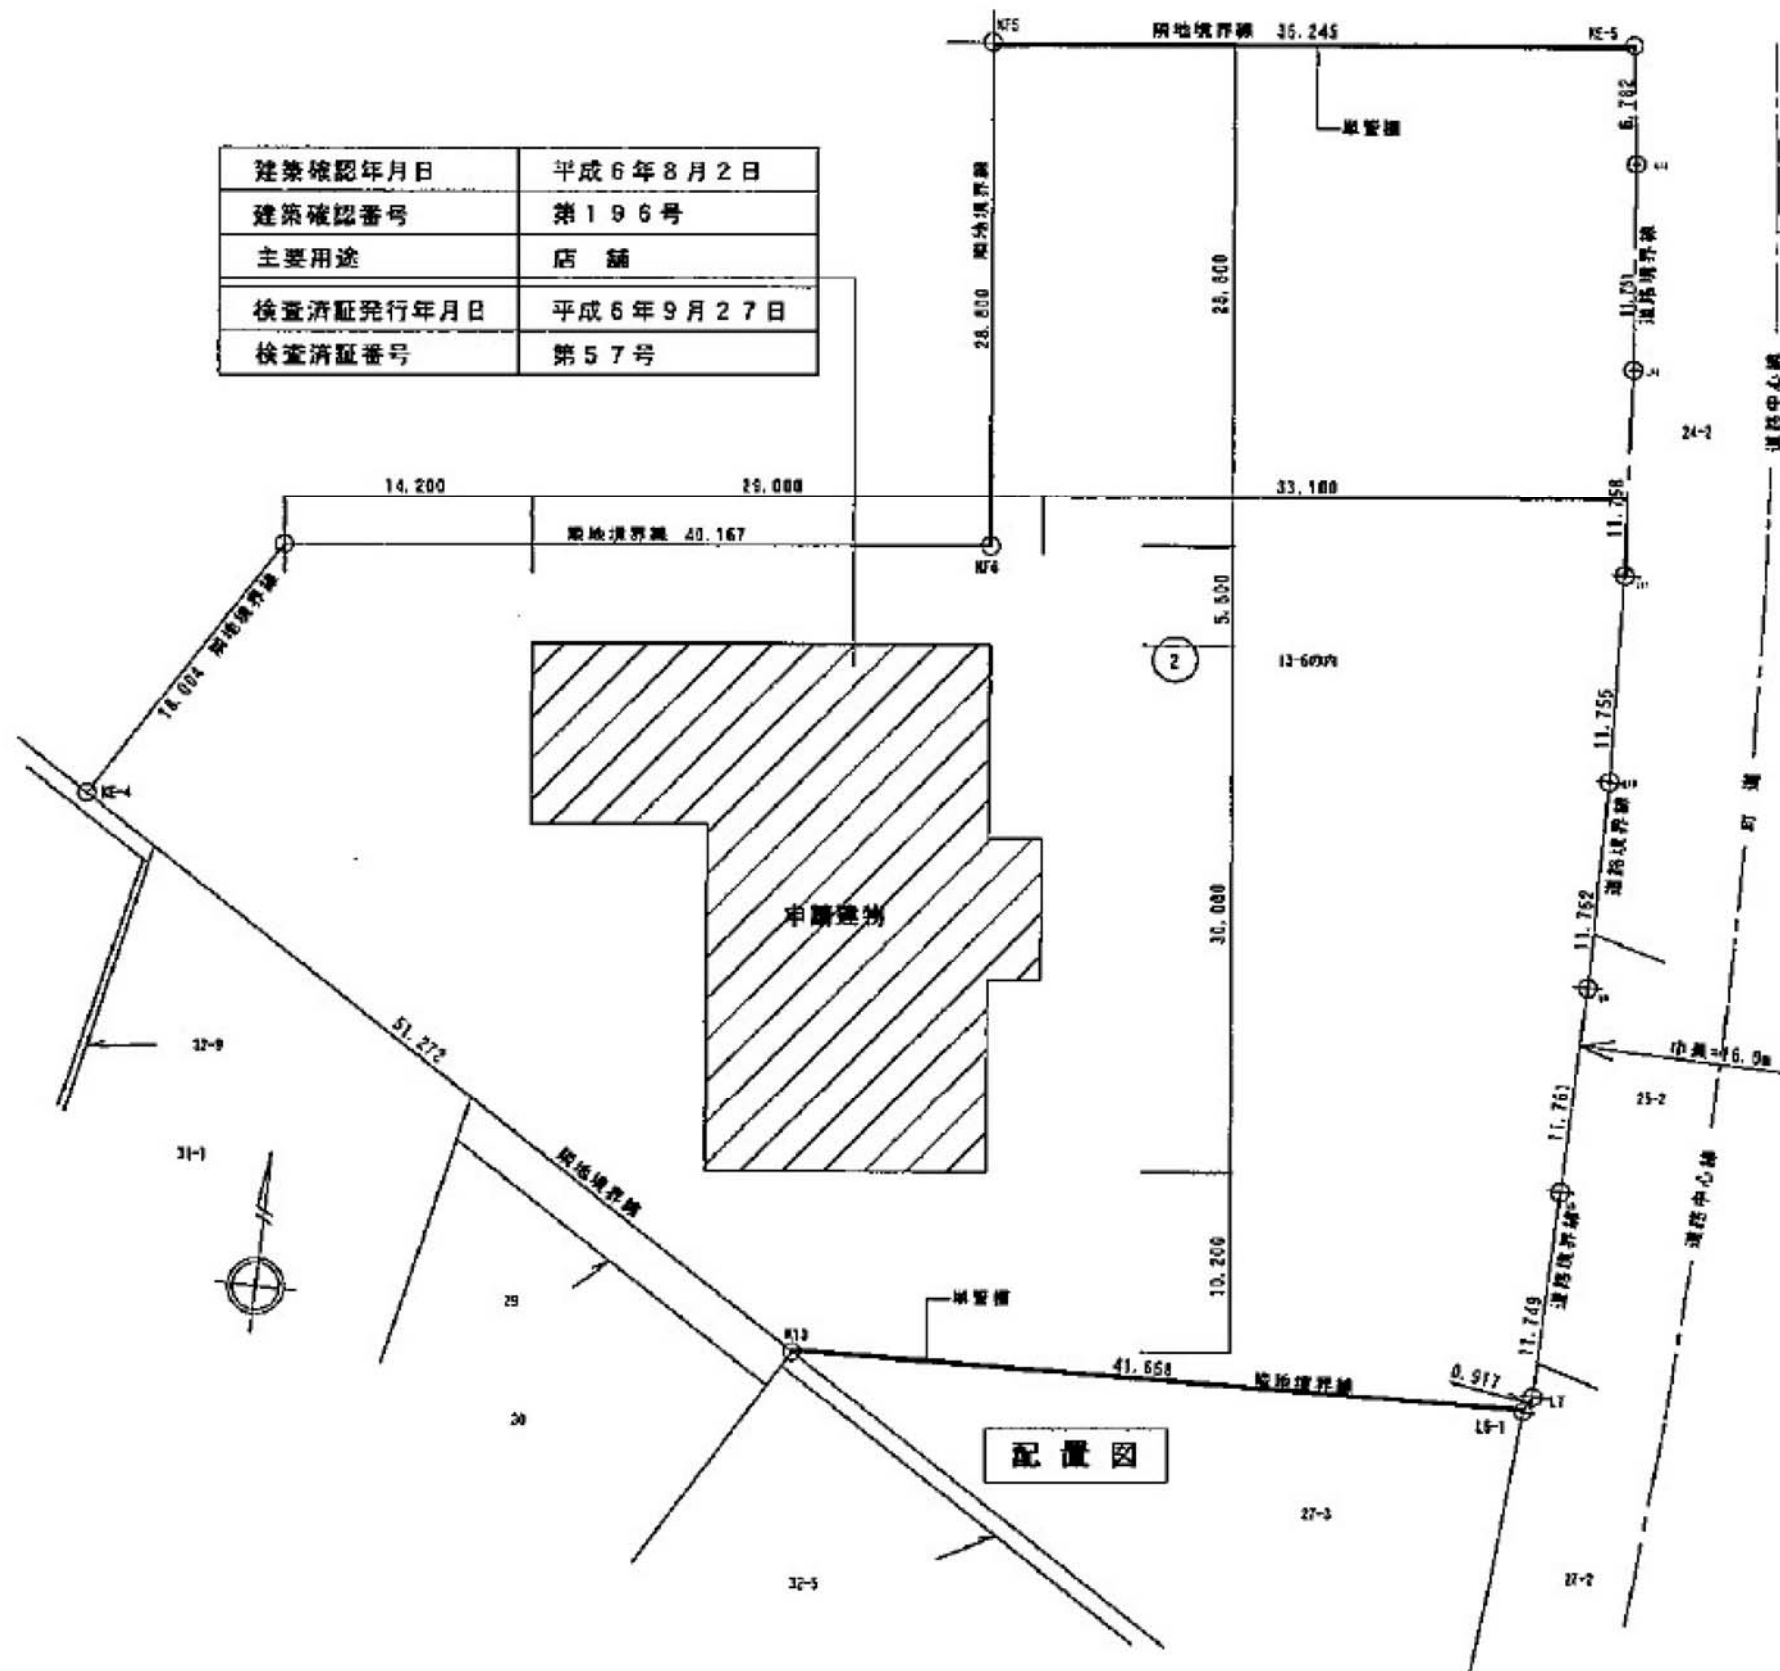 KF5
隣地境界線 36.245
KE-5
6.782
単管柵
建築確認年月日 平成6年8月2日
建築確認番号 第196号
主要用途 店 舗
検査済証発行年月日 平成6年9月27日
検査済証番号 第57号
28.800 隣地境界線
28.800
11.751
道路境界線
道路中心線
24-2
14.200
29.000
33.100
11.758
隣地境界線 40.167
KF6
5.500
18.004 隣地境界線
2
13-6の内
11.755
KE-4
町 道
道路境界線
申請建物
30.000
11.762
51.272
32-9
巾員=16.0m
25-2
11.761
31-1
隣地境界線
道路中心線
10.200
道路境界線
29
単管柵
K13
11.749
41.668
隣地境界線
0.917
L7
L6-1
30
配 置 図
27-3
32-5
27-2